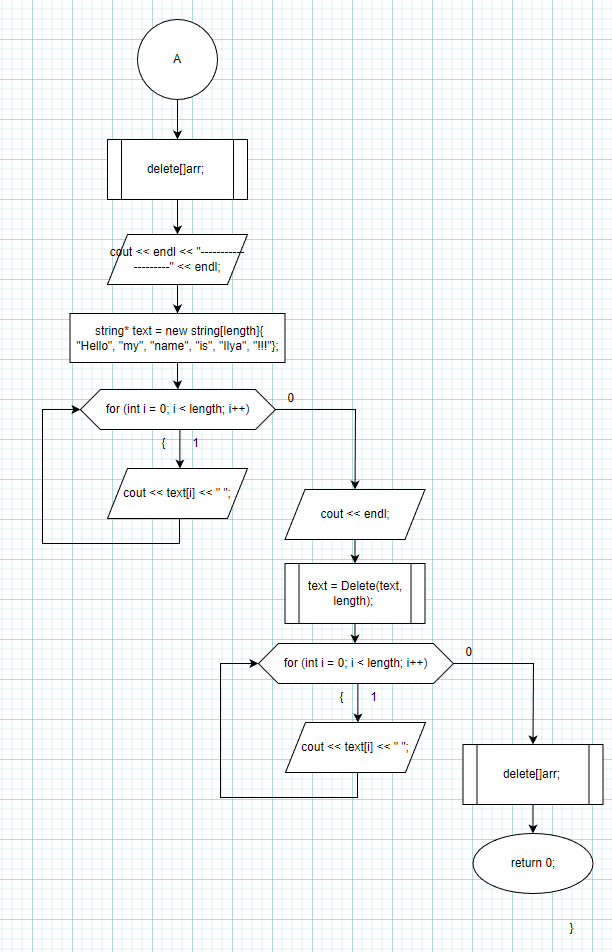 A
delete[]arr;
cout << endl << "-----------
---------" << endl;
string* text = new string[length]{
"Hello", "my", "name", "is", "Ilya", "!!!"};
for (int i = 0; i < length; i++)
0
{ 1
cout << text[i] << " ";
cout << endl;
text = Delete(text,
length);
for (int i = 0; i < length; i++)
0
{ 1
cout << text[i] << " ";
delete[]arr;
return 0;
}